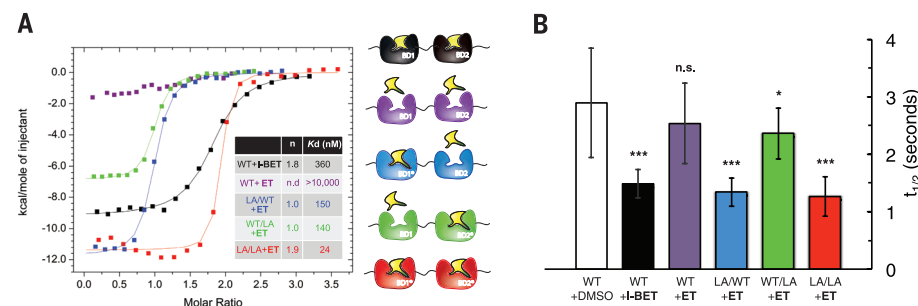 A
kcal/mole of injectant
0.0
-2.0
-4.0
-6.0
-8.0
-10.0
-12.0
0.0 0.5 1.0 1.5 2.0 2.5 3.0 3.5
Molar Ratio
n Kd (nM)
WT+I-BET 1.8 360
WT+ET n.d >10,000
LA/WT +ET 1.0 150
WT/LA +ET 1.0 140
LA/LA+ET 1.9 24
BD1 BD2
BD1 BD2
BD1* BD2
BD1 BD2*
BD1* BD2*
B
n.s.
*
***
***
***
4
3
2
1
0
t1/2 (seconds)
WT +DMSO
WT +I-BET
WT +ET
LA/WT +ET
WT/LA +ET
LA/LA +ET